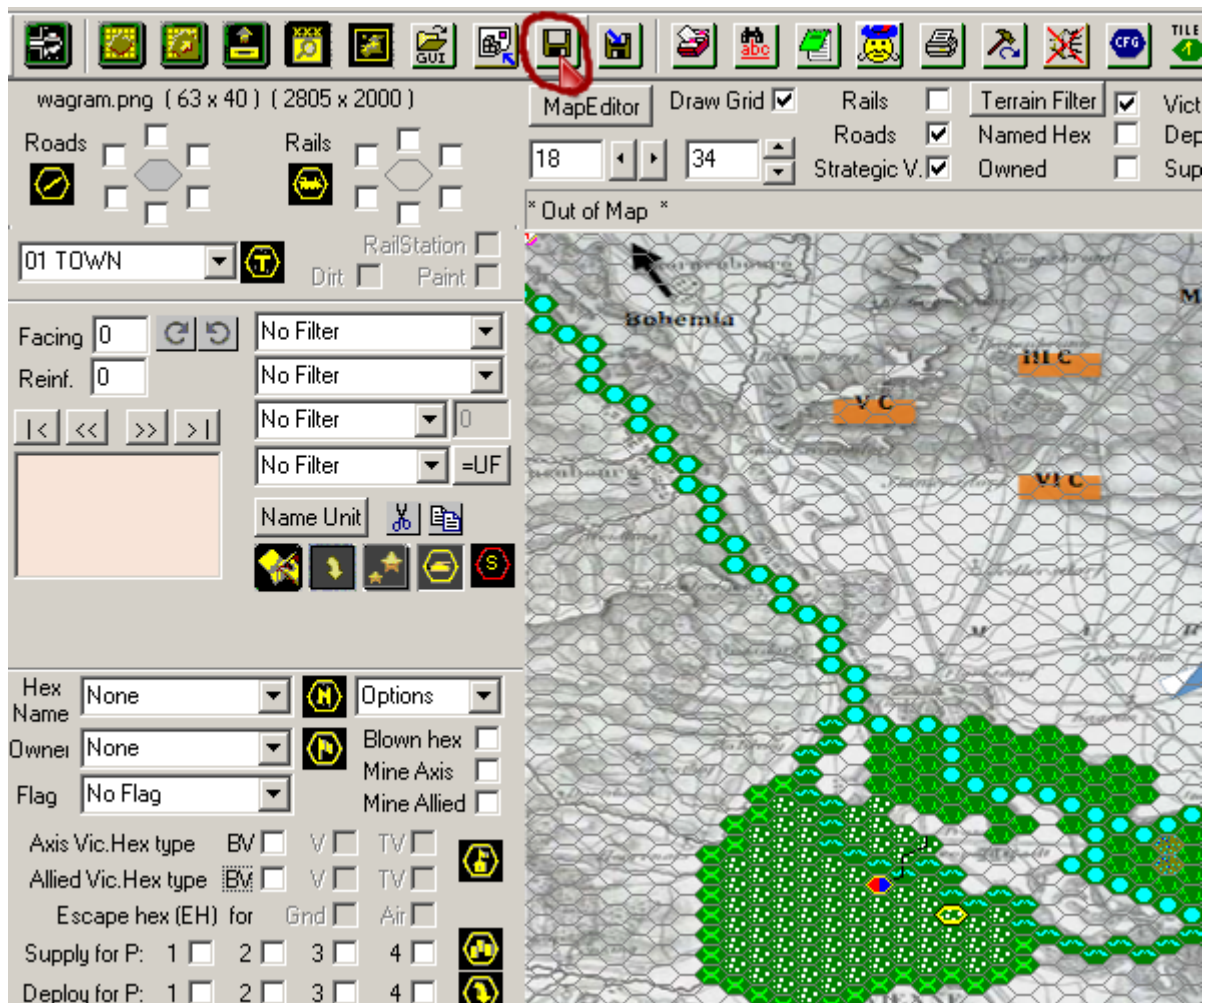 GUI
abc
CFG
TILE
wagram.png ( 63 x 40 ) ( 2805 x 2000 )
MapEditor
Draw Grid
Rails
Terrain Filter
Vict
Roads
Rails
Roads
Named Hex
Dep
18
34
Strategic V.
Owned
Sup
* Out of Map *
01 TOWN
T
RailStation
Dirt
Paint
Bohemia
M
III C
V C
VI C
Facing
0
No Filter
Reinf.
0
No Filter
|<
<<
>>
>|
No Filter
0
No Filter
=UF
Name Unit
S
Hex Name
None
N
Options
Owner
None
Blown hex
Mine Axis
Flag
No Flag
Mine Allied
Axis Vic.Hex type
BV
V
TV
Allied Vic.Hex type
BV
V
TV
Escape hex (EH) for
Gnd
Air
Supply for P:
1
2
3
4
Deploy for P:
1
2
3
4